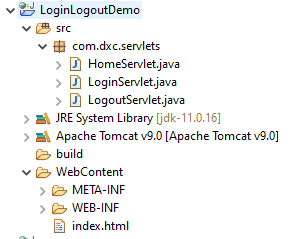 LoginLogoutDemo
src
com.dxc.servlets
HomeServlet.java
LoginServlet.java
LogoutServlet.java
JRE System Library [jdk-11.0.16]
Apache Tomcat v9.0 [Apache Tomcat v9.0]
build
WebContent
META-INF
WEB-INF
index.html